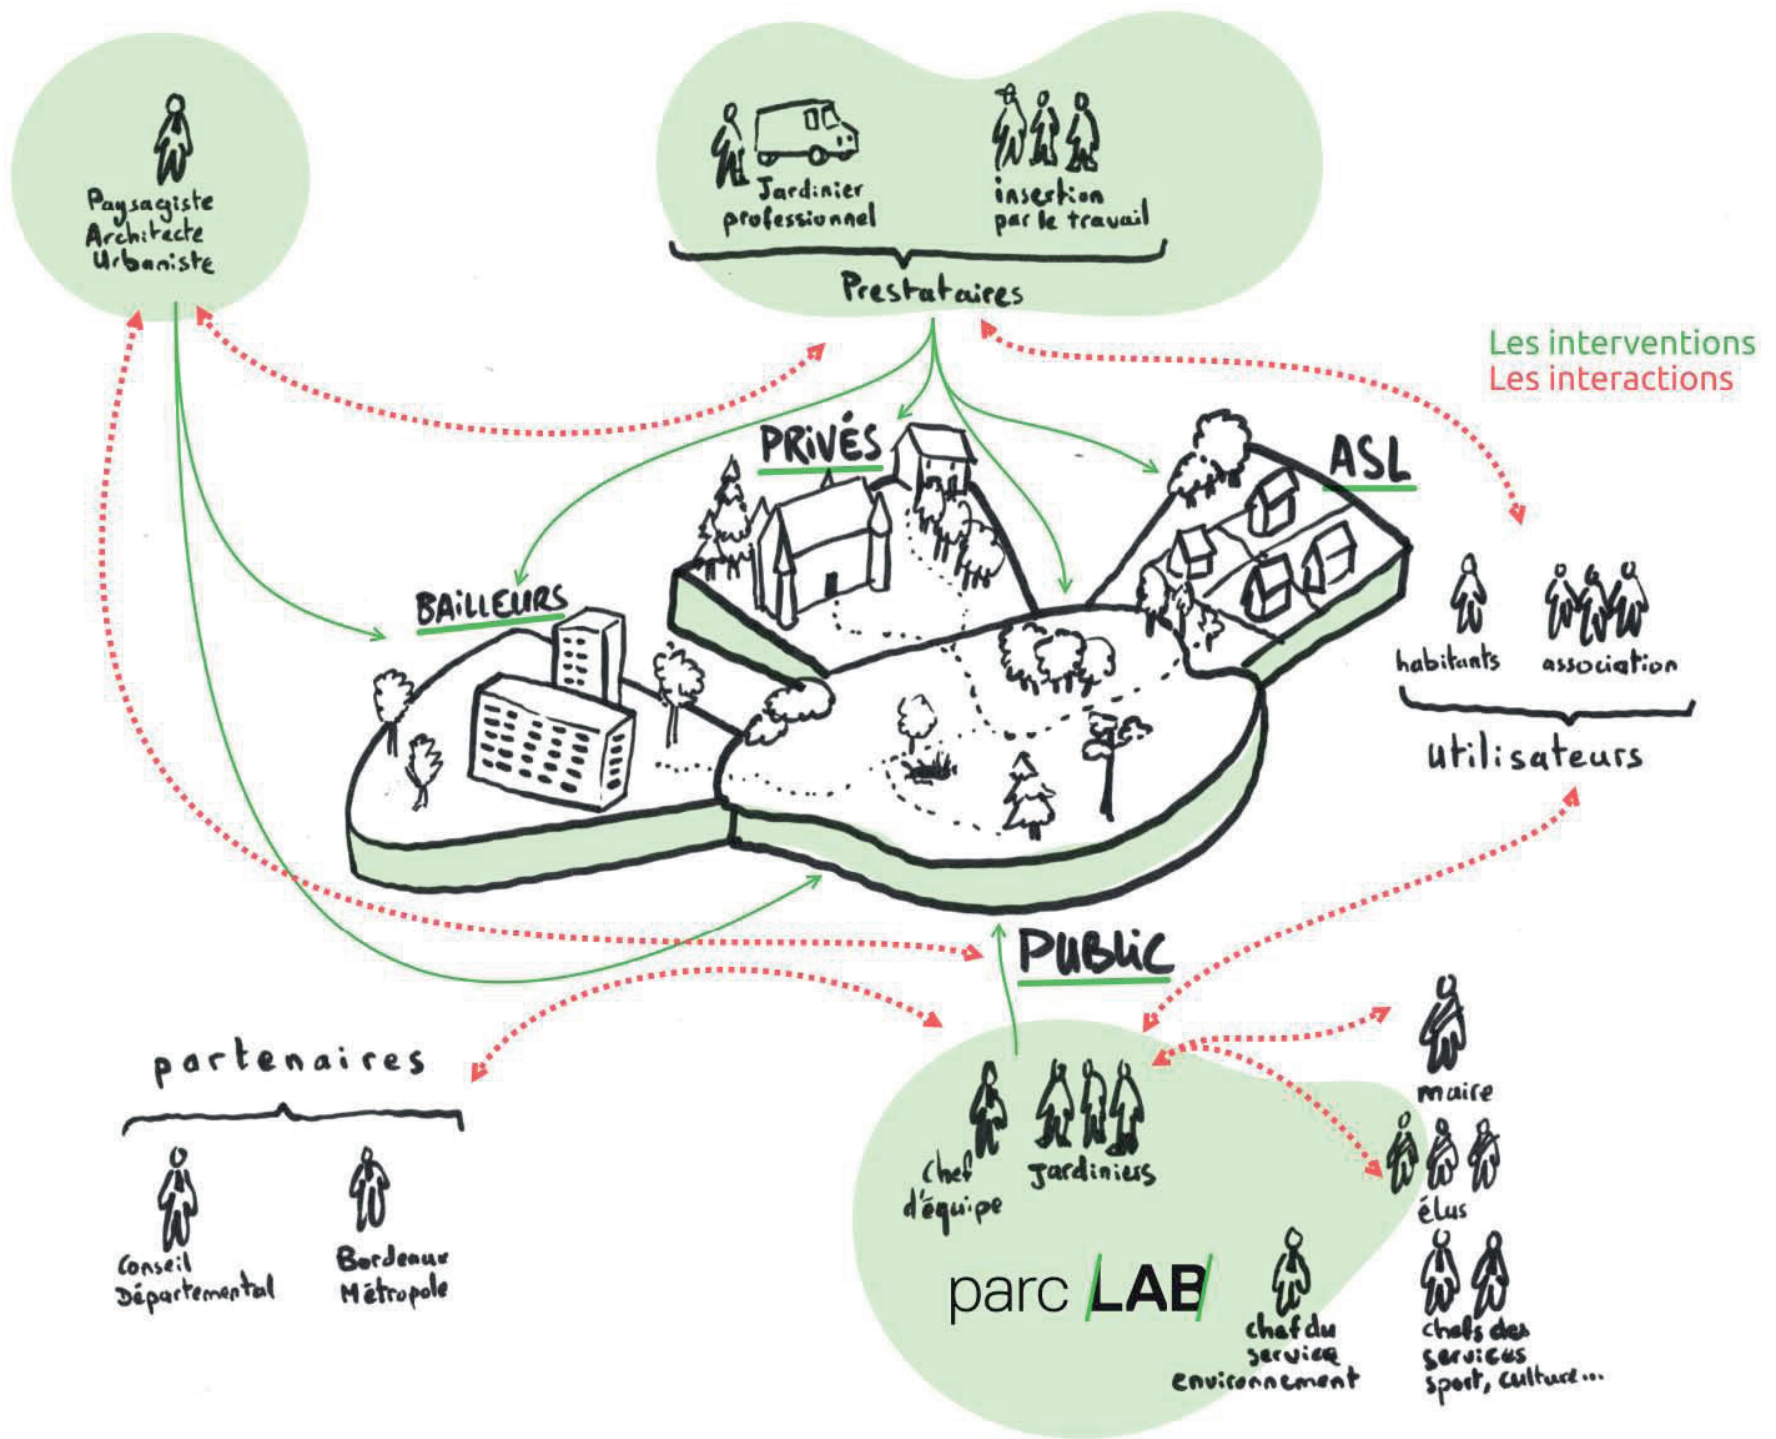 Paysagiste
Architecte
Urbaniste
Jardinier
professionnel
insertion
par le travail
Prestataires
Les interventions
Les interactions
PRIVÉS
ASL
BAILLEURS
habitants
association
utilisateurs
PUBLIC
partenaires
Conseil
Départemental
Bordeaux
Métropole
chef
d'équipe
Jardiniers
maire
élus
parc /LAB/
chef du
service
environnement
chefs des
services
sport, culture...